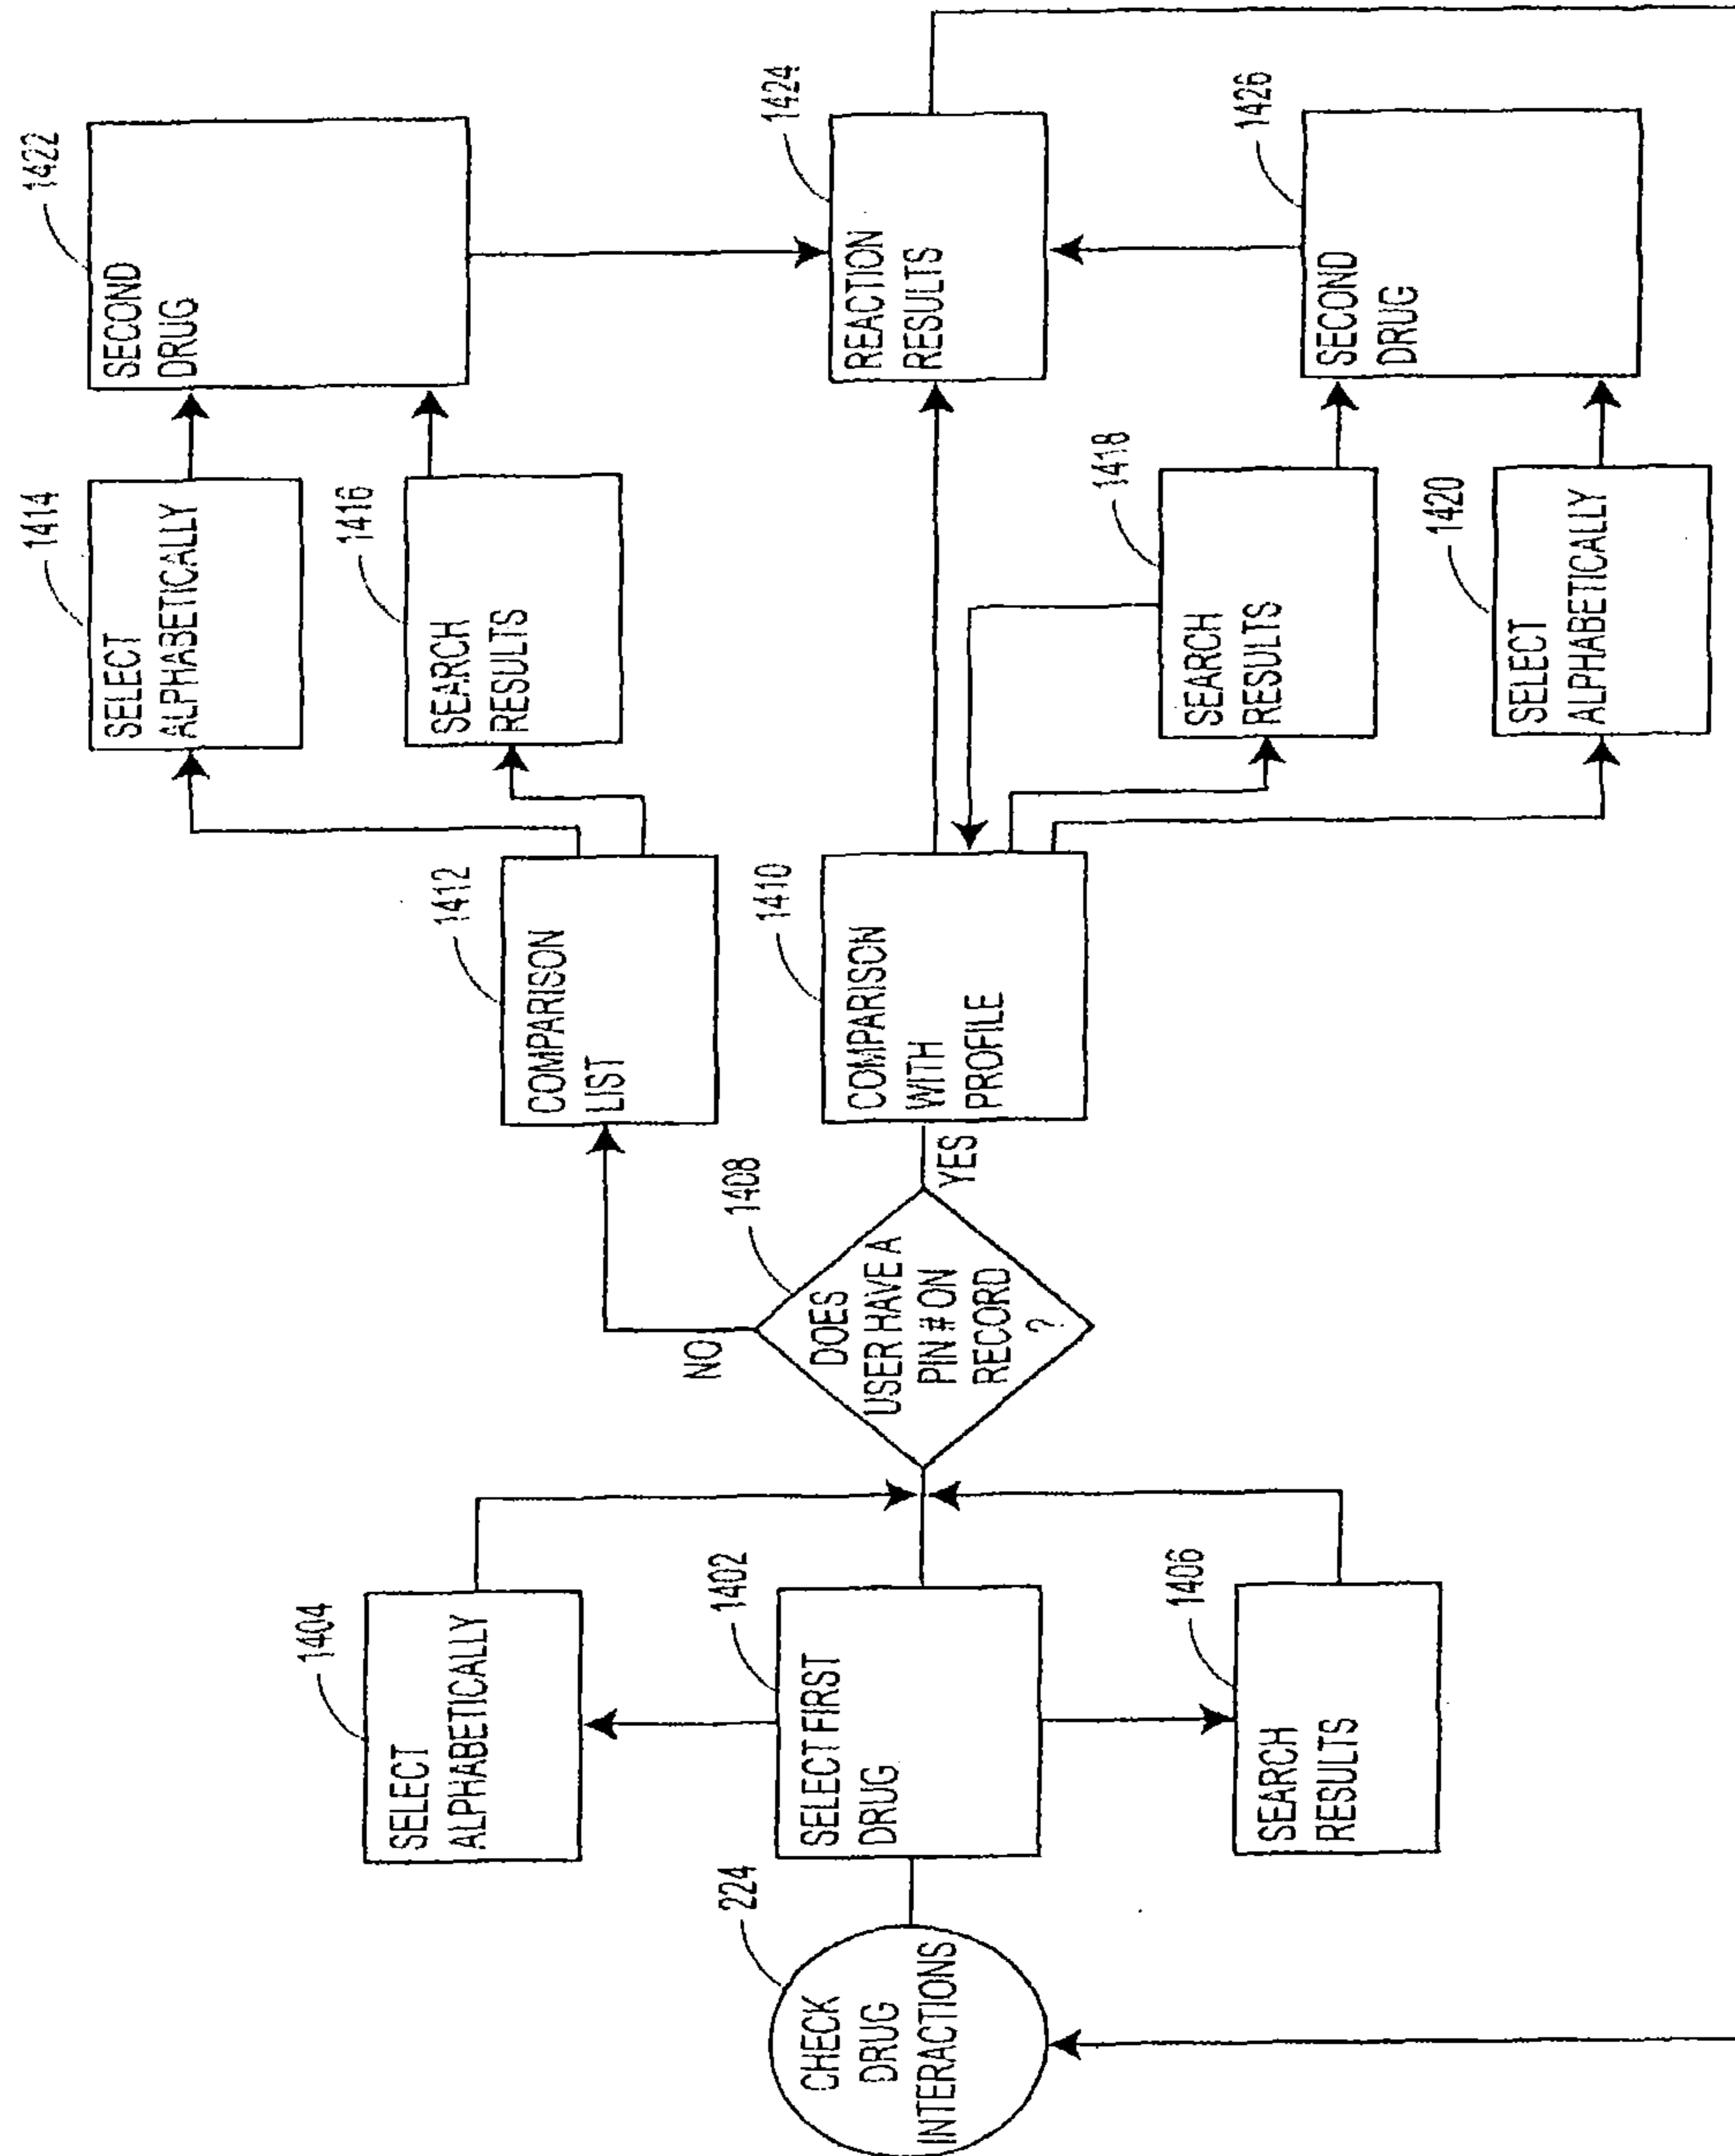 224
CHECK
DRUG
INTERACTIONS
1404
SELECT
ALPHABETICALLY
1402
SELECT FIRST
DRUG
1406
SEARCH
RESULTS
1408
DOES
USER HAVE A
PIN # ON
RECORD
?
NO
YES
1412
COMPARISON
LIST
1410
COMPARISON
WITH
PROFILE
1414
SELECT
ALPHABETICALLY
1416
SEARCH
RESULTS
1418
SEARCH
RESULTS
1420
SELECT
ALPHABETICALLY
1422
SECOND
DRUG
1424
REACTION
RESULTS
1426
SECOND
DRUG